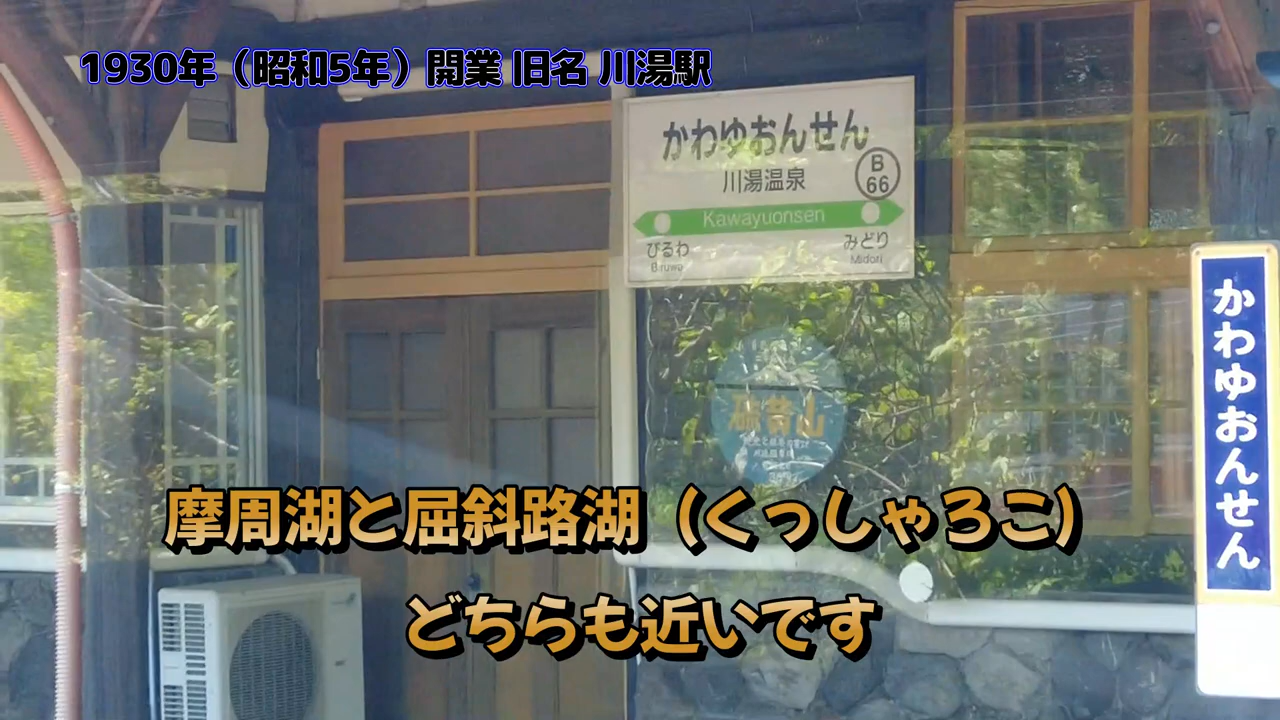 1930年（昭和5年）開業 旧名 川湯駅
かわゆおんせん
川湯温泉
B
66
Kawayuonsen
びるわ
みどり
Biruwa
Midori
かわゆおんせん
摩周湖と屈斜路湖（くっしゃろこ）
どちらも近いです